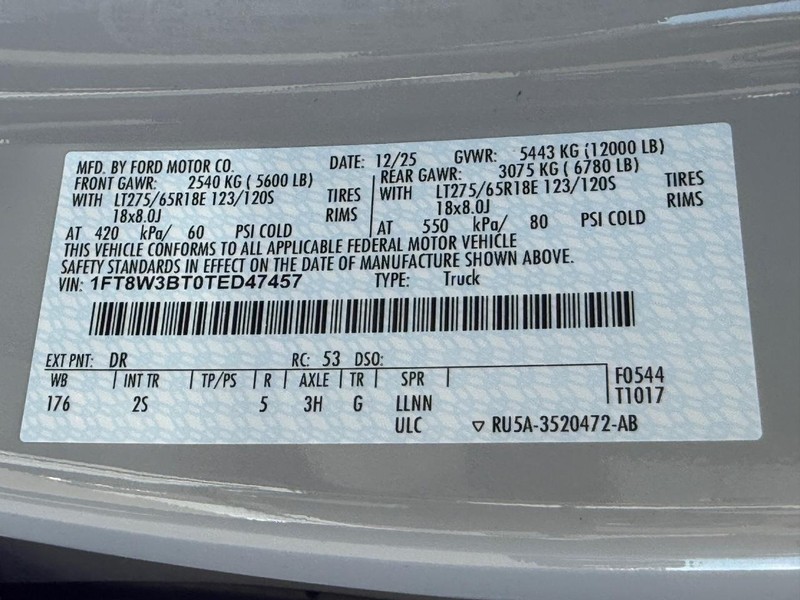 MFD. BY FORD MOTOR CO. DATE: 12/25 GVWR: 5443 KG (12000 LB)
FRONT GAWR: 2540 KG ( 5600 LB) REAR GAWR: 3075 KG ( 6780 LB)
WITH LT275/65R18E 123/120S TIRES WITH LT275/65R18E 123/120S TIRES
18x8.0J RIMS 18x8.0J RIMS
AT 420 kPa/ 60 PSI COLD AT 550 kPa/ 80 PSI COLD
THIS VEHICLE CONFORMS TO ALL APPLICABLE FEDERAL MOTOR VEHICLE
SAFETY STANDARDS IN EFFECT ON THE DATE OF MANUFACTURE SHOWN ABOVE.
VIN: 1FT8W3BT0TED47457 TYPE: Truck
EXT PNT: DR RC: 53 DSO:
WB INT TR TP/PS R AXLE TR SPR F0544
176 2S 5 3H G LLNN T1017
ULC ▽ RU5A-3520472-AB